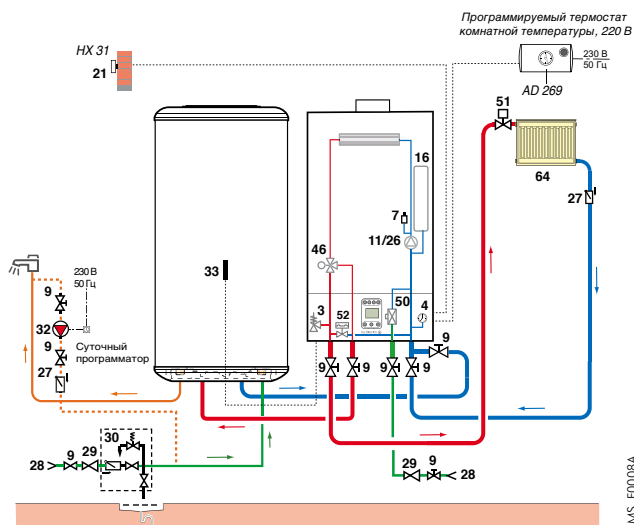 Программируемый термостат
комнатной температуры, 220 В
HX 31
21
230 В
50 Гц
AD 269
51
16
64
7
27
11/26
46
33
230 В
50 Гц
9
3
52
50
4
32
Суточный
программатор
9
9
27
9
9
9
9
30
28
9
29
29
9
28
MS_F0008A